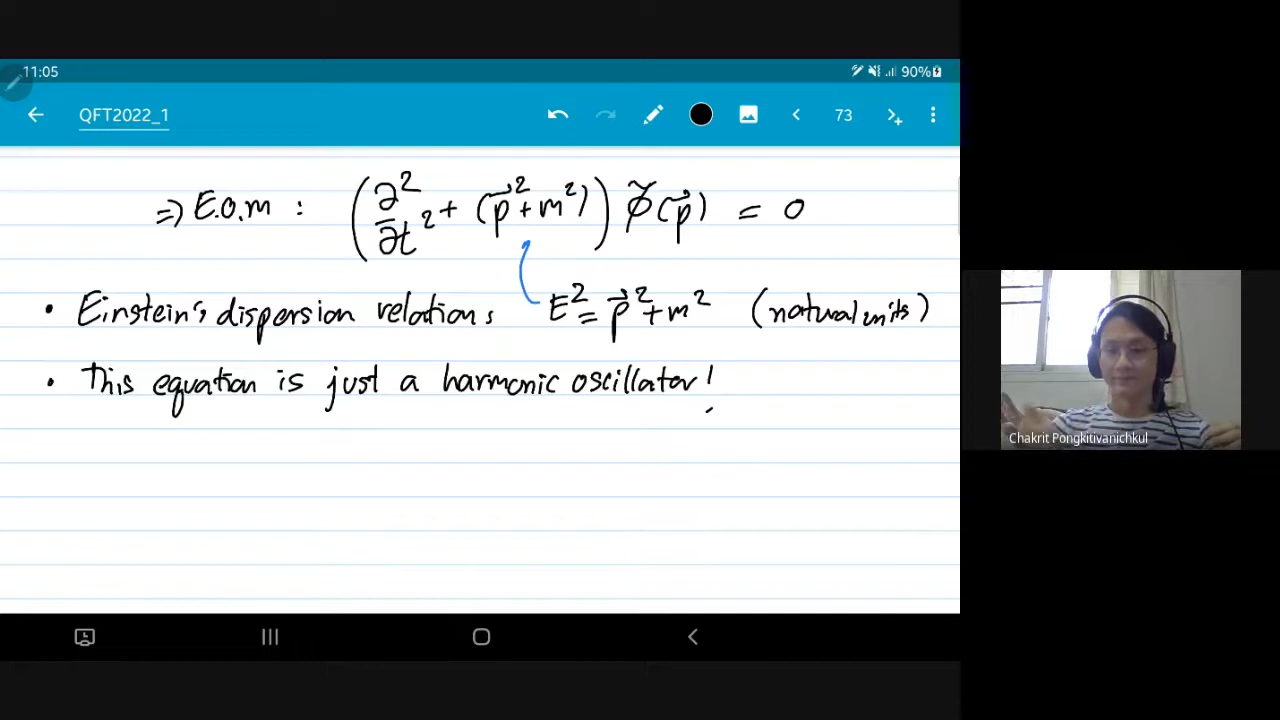 11:05 90%
QFT2022_1 73
⇒ E.O.M : (∂²/∂t² + (p⃗² + m²)) φ̃(p⃗) = 0
• Einstein's dispersion relation : E² = p⃗² + m² (natural units)
• This equation is just a harmonic oscillator!
Chakrit Pongkitivanichkul